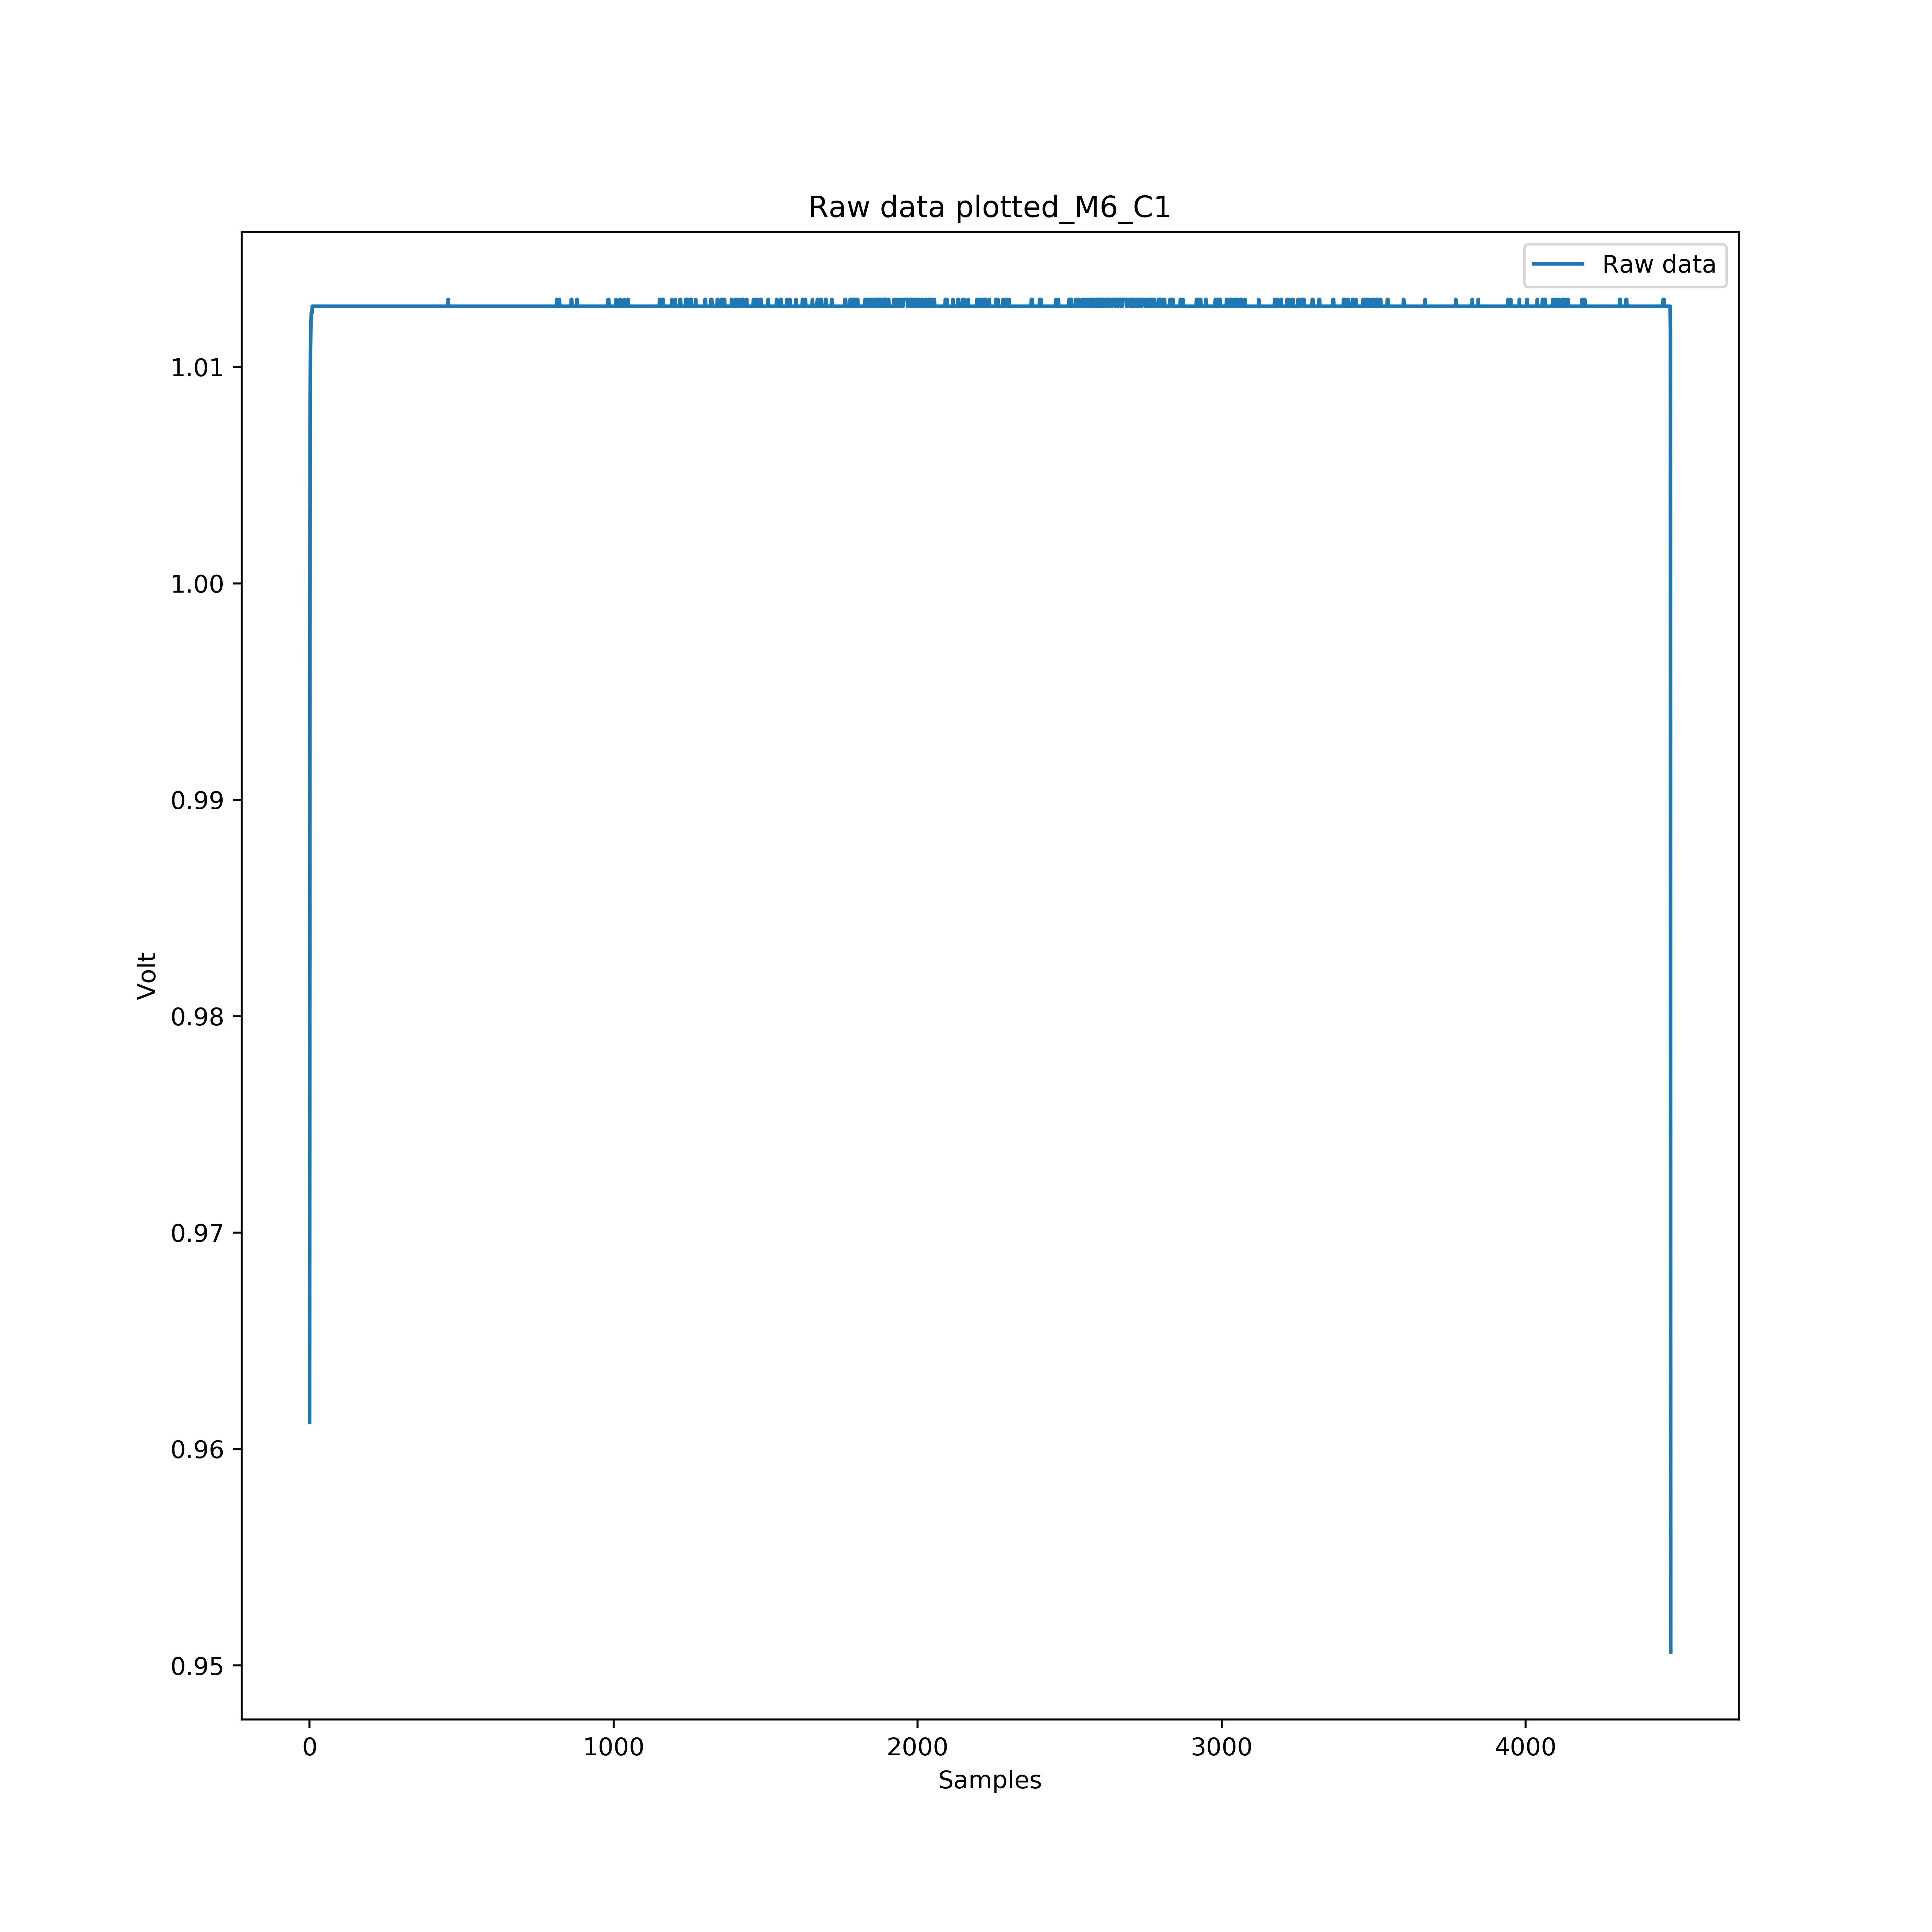 Raw data plotted_M6_C1
Raw data
1.01
1.00
0.99
0.98
0.97
0.96
0.95
Volt
0 1000 2000 3000 4000
Samples